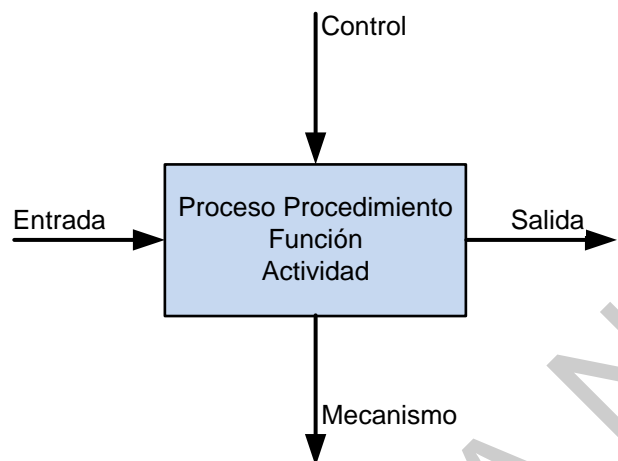 Control
Entrada
Proceso Procedimiento
Función
Actividad
Salida
Mecanismo